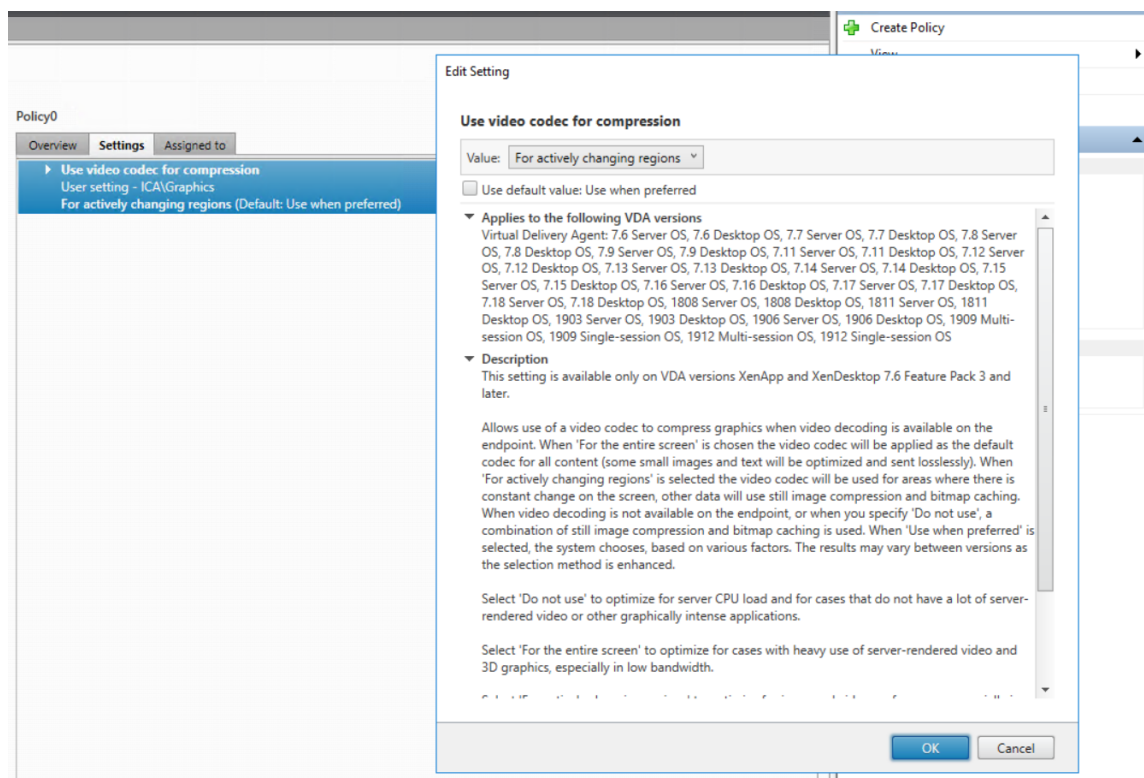 Create Policy
View
Policy0
Overview Settings Assigned to
Use video codec for compression
User setting - ICA\Graphics
For actively changing regions (Default: Use when preferred)
Edit Setting
Use video codec for compression
Value: For actively changing regions
Use default value: Use when preferred
Applies to the following VDA versions
Virtual Delivery Agent: 7.6 Server OS, 7.6 Desktop OS, 7.7 Server OS, 7.7 Desktop OS, 7.8 Server
OS, 7.8 Desktop OS, 7.9 Server OS, 7.9 Desktop OS, 7.11 Server OS, 7.11 Desktop OS, 7.12 Server
OS, 7.12 Desktop OS, 7.13 Server OS, 7.13 Desktop OS, 7.14 Server OS, 7.14 Desktop OS, 7.15
Server OS, 7.15 Desktop OS, 7.16 Server OS, 7.16 Desktop OS, 7.17 Server OS, 7.17 Desktop OS,
7.18 Server OS, 7.18 Desktop OS, 1808 Server OS, 1808 Desktop OS, 1811 Server OS, 1811
Desktop OS, 1903 Server OS, 1903 Desktop OS, 1906 Server OS, 1906 Desktop OS, 1909 Multi-
session OS, 1909 Single-session OS, 1912 Multi-session OS, 1912 Single-session OS
Description
This setting is available only on VDA versions XenApp and XenDesktop 7.6 Feature Pack 3 and
later.
Allows use of a video codec to compress graphics when video decoding is available on the
endpoint. When 'For the entire screen' is chosen the video codec will be applied as the default
codec for all content (some small images and text will be optimized and sent losslessly). When
'For actively changing regions' is selected the video codec will be used for areas where there is
constant change on the screen, other data will use still image compression and bitmap caching.
When video decoding is not available on the endpoint, or when you specify 'Do not use', a
combination of still image compression and bitmap caching is used. When 'Use when preferred' is
selected, the system chooses, based on various factors. The results may vary between versions as
the selection method is enhanced.
Select 'Do not use' to optimize for server CPU load and for cases that do not have a lot of server-
rendered video or other graphically intense applications.
Select 'For the entire screen' to optimize for cases with heavy use of server-rendered video and
3D graphics, especially in low bandwidth.
OK Cancel